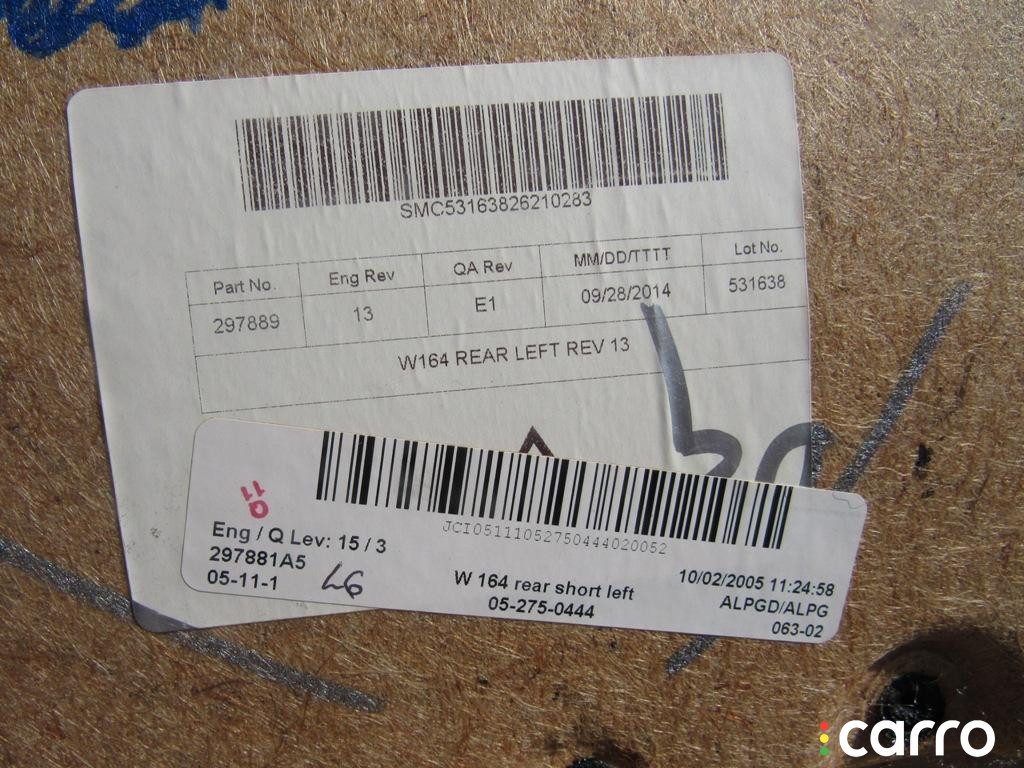 SMC53163826210283
Part No. Eng Rev QA Rev MM/DD/TTTT Lot No.
297889 13 E1 09/28/2014 531638
W164 REAR LEFT REV 13
JCI05111052750444020052
Q
11
Eng / Q Lev: 15 / 3
297881A5
05-11-1
W 164 rear short left
05-275-0444
10/02/2005 11:24:58
ALPGD/ALPG
063-02
carro